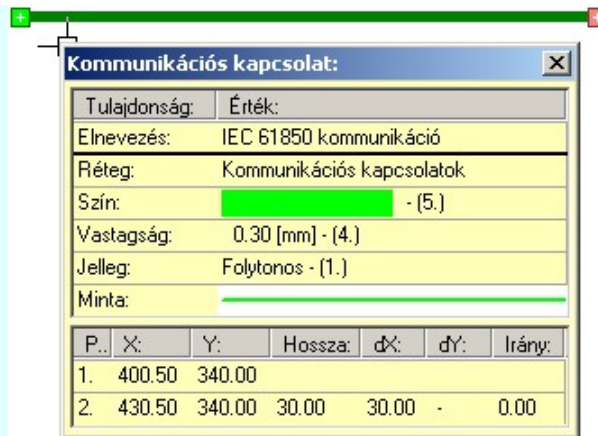 Kommunikációs kapcsolat:
Tulajdonság: Érték:
Elnevezés: IEC 61850 kommunikáció
Réteg: Kommunikációs kapcsolatok
Szín: - (5.)
Vastagság: 0.30 [mm] - (4.)
Jelleg: Folytonos - (1.)
Minta:
P.. X: Y: Hossza: dX: dY: Irány:
1. 400.50 340.00
2. 430.50 340.00 30.00 30.00 - 0.00